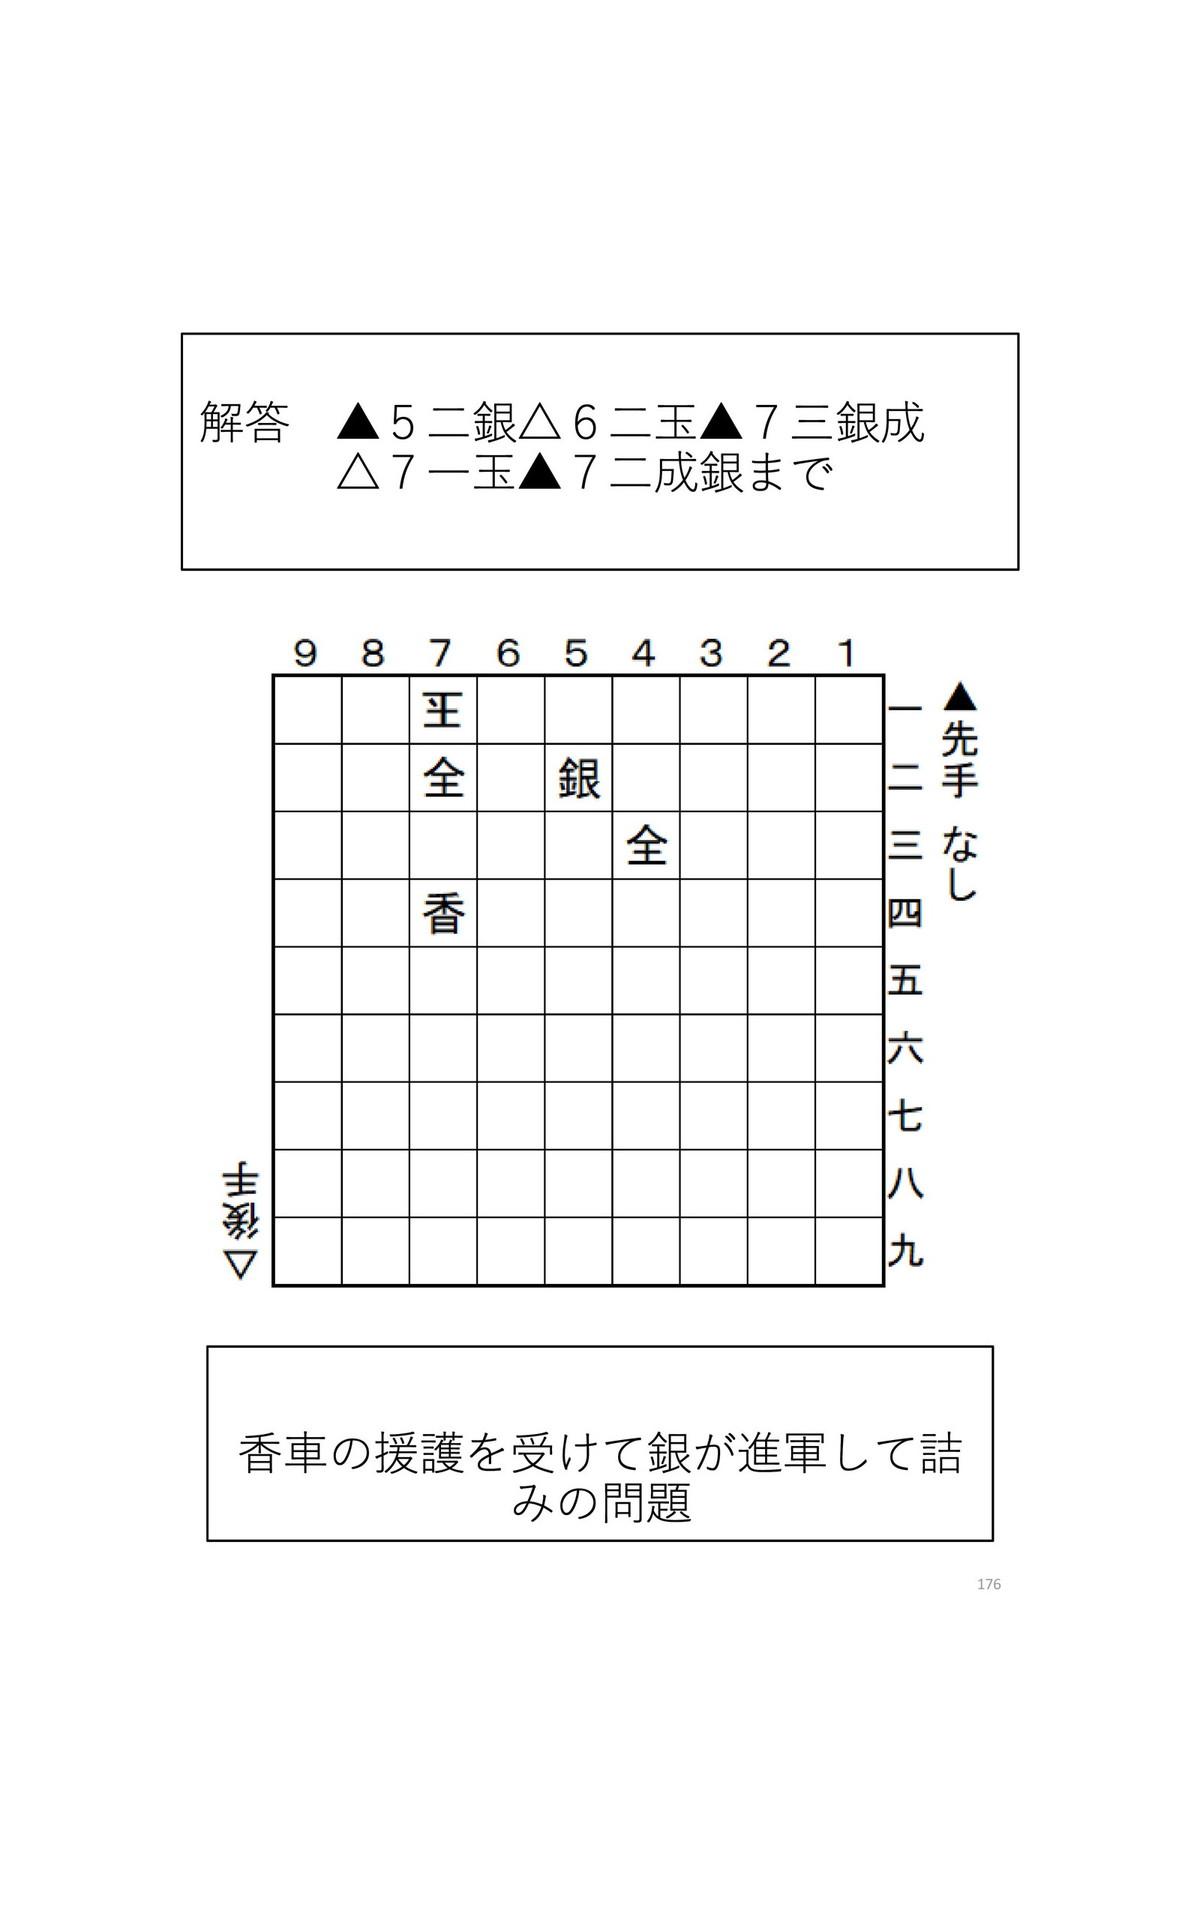 解答　▲５二銀△６二玉▲７三銀成
△７一玉▲７二成銀まで
9 8 7 6 5 4 3 2 1
王 一
全 銀 二
全 三
香 四
五
六
七
八
九
▲先手 なし
△後手
香車の援護を受けて銀が進軍して詰
みの問題
176